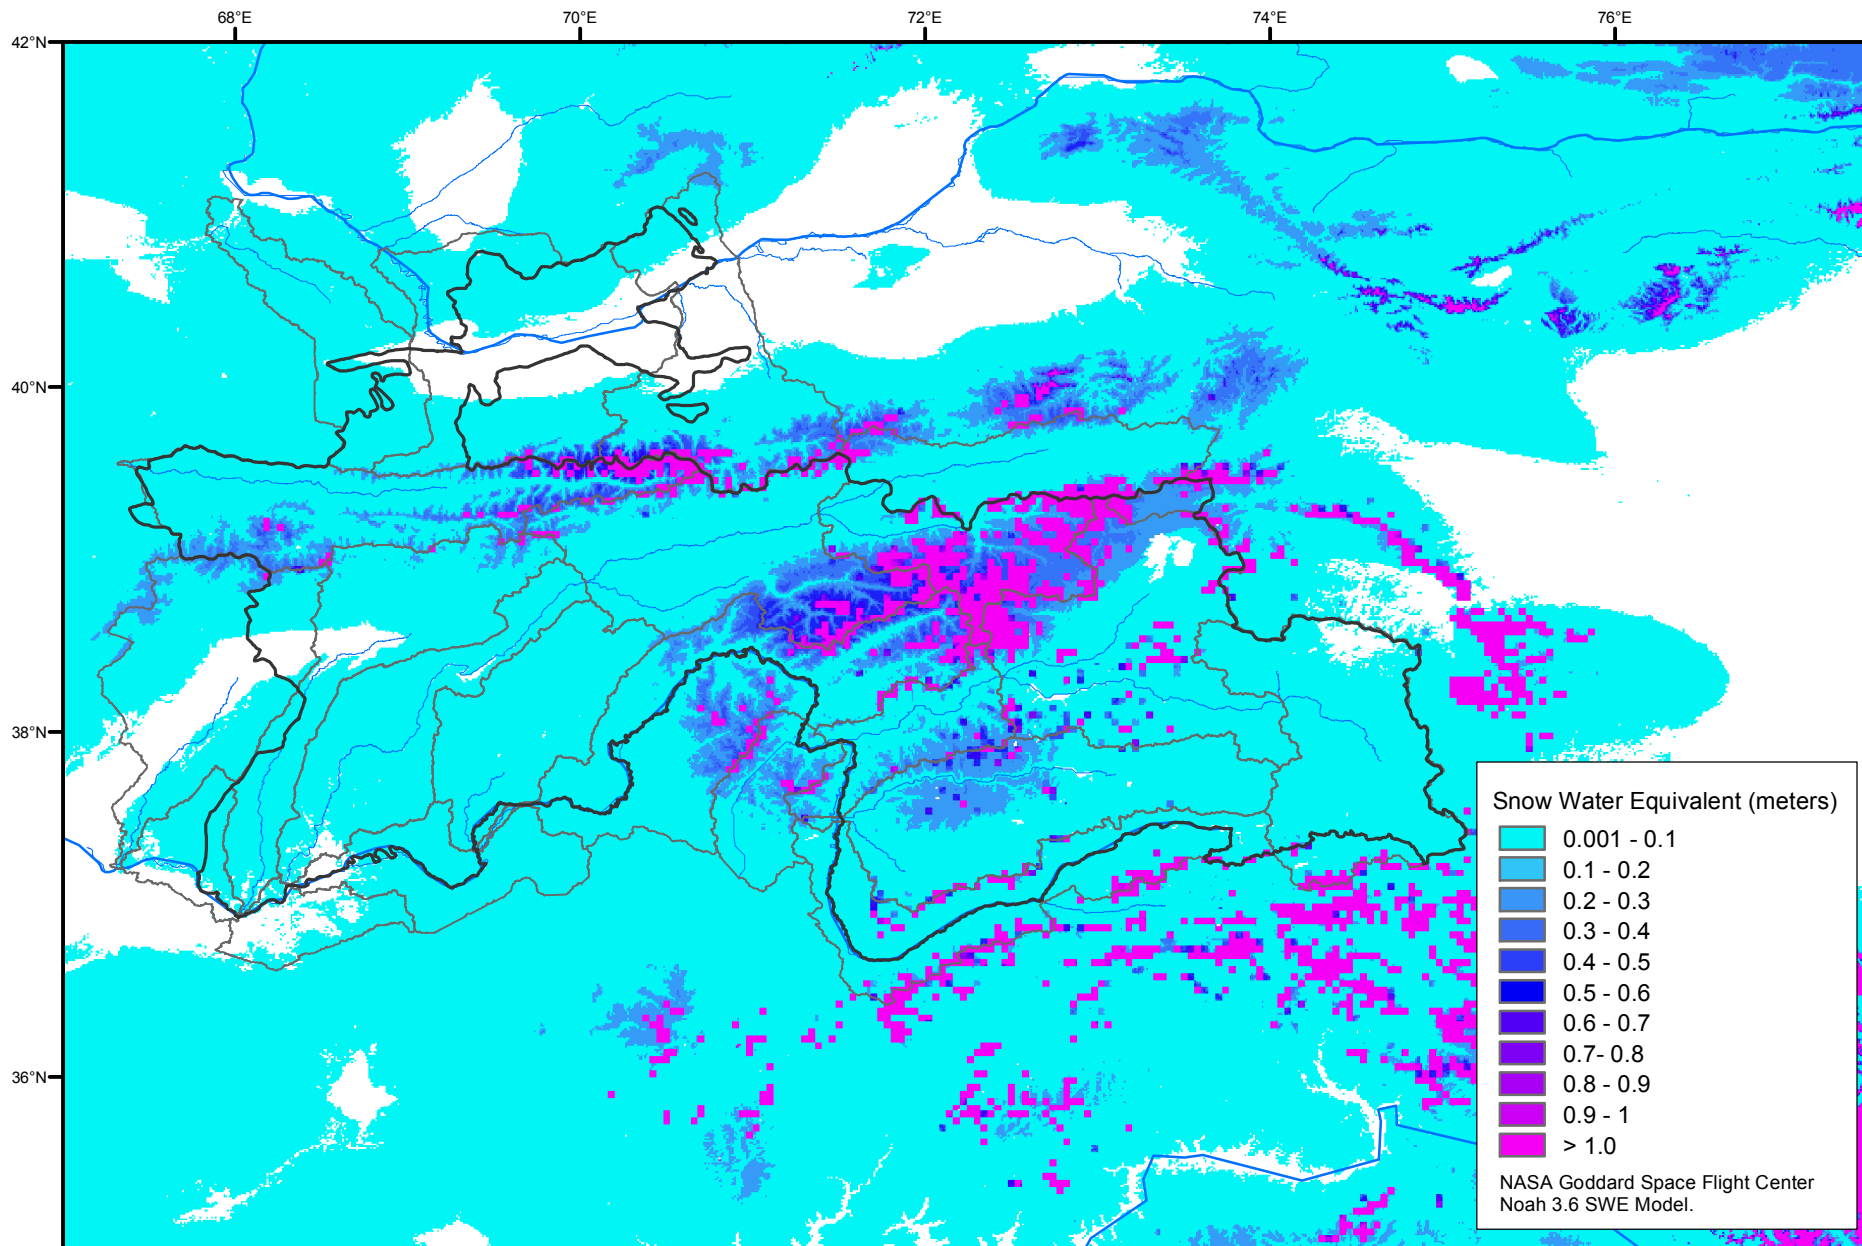 68°E 70°E 72°E 74°E 76°E
42°N
40°N
38°N
36°N
Snow Water Equivalent (meters)
0.001 - 0.1
0.1 - 0.2
0.2 - 0.3
0.3 - 0.4
0.4 - 0.5
0.5 - 0.6
0.6 - 0.7
0.7- 0.8
0.8 - 0.9
0.9 - 1
> 1.0
NASA Goddard Space Flight Center
Noah 3.6 SWE Model.